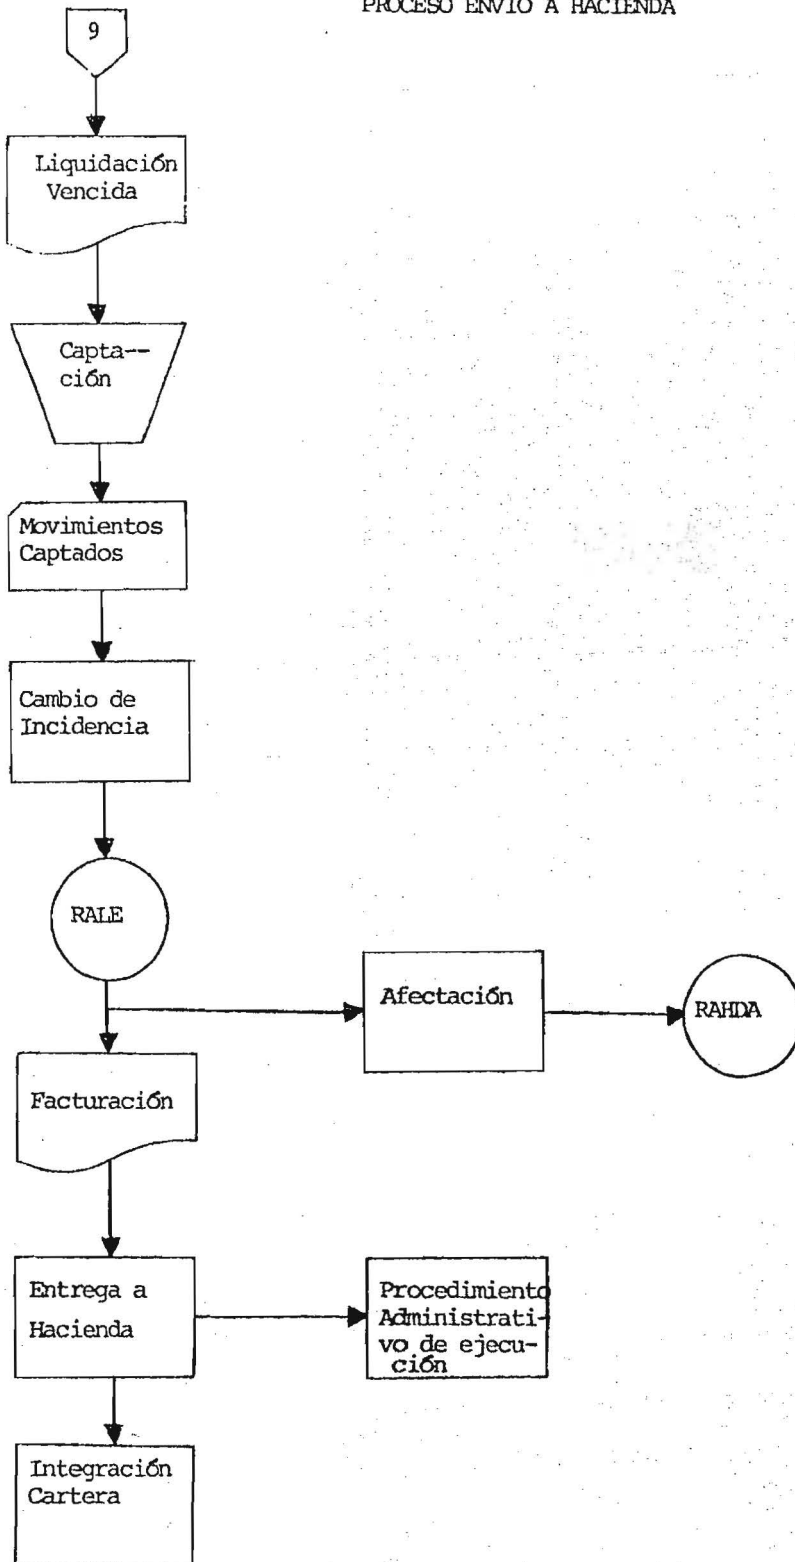 PROCESO ENVIO A HACIENDA
9
Liquidación
Vencida
Capta--
ción
Movimientos
Captados
Cambio de
Incidencia
RALE
Afectación
RAHDA
Facturación
Entrega a
Hacienda
Procedimiento
Administrati-
vo de ejecu-
ción
Integración
Cartera